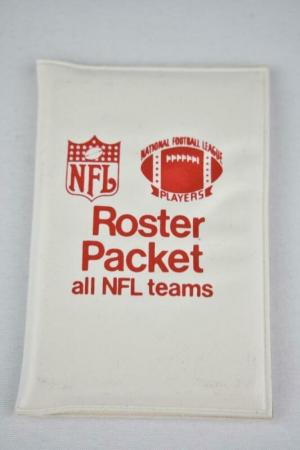 NFL
NATIONAL FOOTBALL LEAGUE
PLAYERS
Roster
Packet
all NFL teams